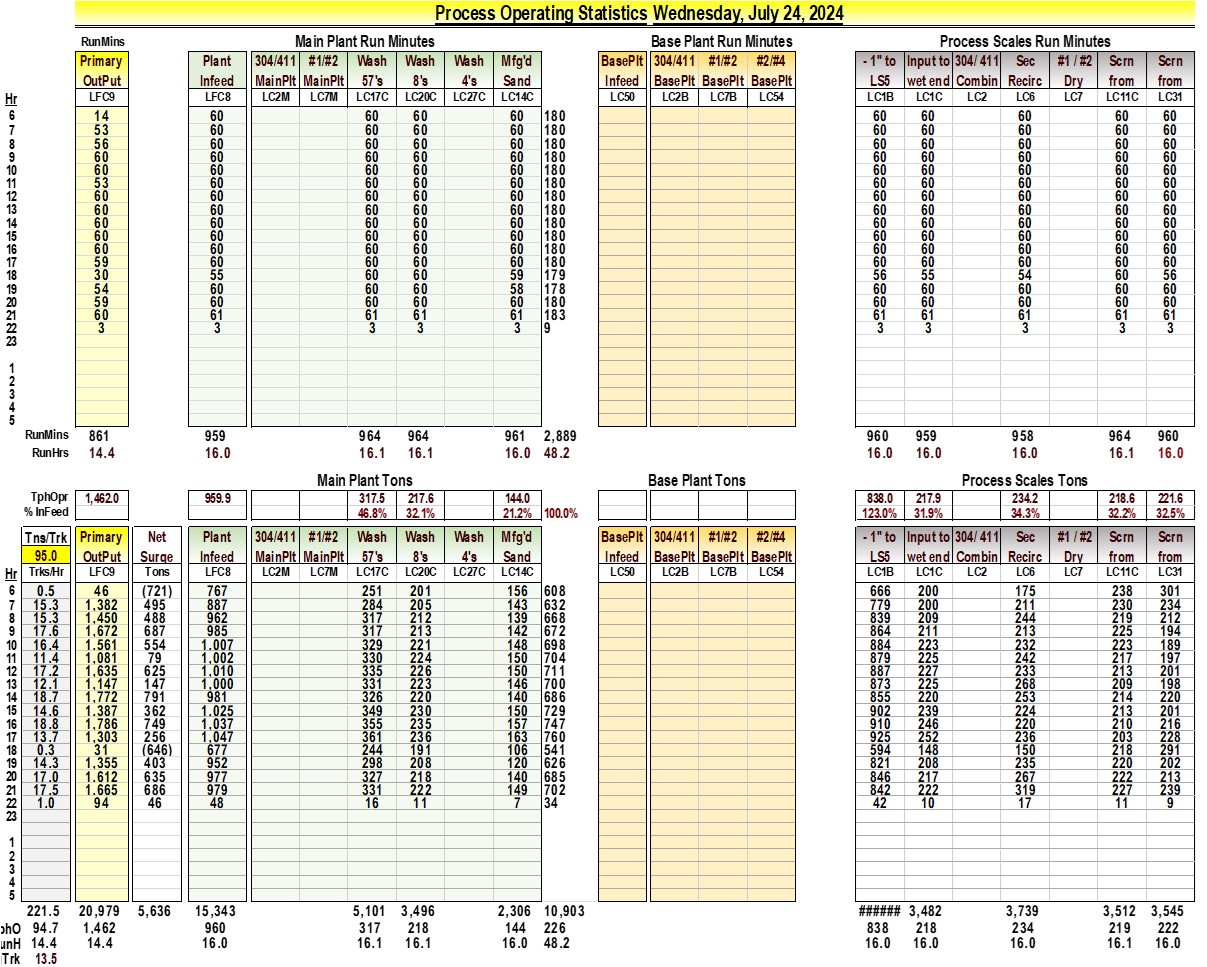 Process Operating Statistics Wednesday, July 24, 2024
RunMins Main Plant Run Minutes Base Plant Run Minutes Process Scales Run Minutes
Primary Plant 304/411 #1/#2 Wash Wash Wash Mfg'd BasePlt 304/411 #1/#2 #2/#4 - 1" to Input to 304/ 411 Sec #1 / #2 Scrn Scrn
OutPut Infeed MainPlt MainPlt 57's 8's 4's Sand Infeed BasePlt BasePlt BasePlt LS5 wet end Combin Recirc Dry from from
Hr LFC9 LFC8 LC2M LC7M LC17C LC20C LC27C LC14C LC50 LC2B LC7B LC54 LC1B LC1C LC2 LC6 LC7 LC11C LC31
6 14 60 60 60 60 180 60 60 60 60 60
7 53 60 60 60 60 180 60 60 60 60 60
8 56 60 60 60 60 180 60 60 60 60 60
9 60 60 60 60 60 180 60 60 60 60 60
10 60 60 60 60 60 180 60 60 60 60 60
11 53 60 60 60 60 180 60 60 60 60 60
12 60 60 60 60 60 180 60 60 60 60 60
13 60 60 60 60 60 180 60 60 60 60 60
14 60 60 60 60 60 180 60 60 60 60 60
15 60 60 60 60 60 180 60 60 60 60 60
16 60 60 60 60 60 180 60 60 60 60 60
17 59 60 60 60 60 180 60 60 60 60 60
18 30 55 60 60 59 179 56 55 54 60 56
19 54 60 60 60 58 178 60 60 60 60 60
20 59 60 60 60 60 180 60 60 60 60 60
21 60 61 61 61 61 183 61 61 61 61 61
22 3 3 3 3 3 9 3 3 3 3 3
23
1
2
3
4
5
RunMins 861 959 964 964 961 2,889 960 959 958 964 960
RunHrs 14.4 16.0 16.1 16.1 16.0 48.2 16.0 16.0 16.0 16.1 16.0
Main Plant Tons Base Plant Tons Process Scales Tons
TphOpr 1,462.0 959.9 317.5 217.6 144.0 838.0 217.9 234.2 218.6 221.6
% InFeed 46.8% 32.1% 21.2% 100.0% 123.0% 31.9% 34.3% 32.2% 32.5%
Tns/Trk Primary Net Plant 304/411 #1/#2 Wash Wash Wash Mfg'd BasePlt 304/411 #1/#2 #2/#4 - 1" to Input to 304/ 411 Sec #1 / #2 Scrn Scrn
95.0 OutPut Surge Infeed MainPlt MainPlt 57's 8's 4's Sand Infeed BasePlt BasePlt BasePlt LS5 wet end Combin Recirc Dry from from
Hr Trks/Hr LFC9 Tons LFC8 LC2M LC7M LC17C LC20C LC27C LC14C LC50 LC2B LC7B LC54 LC1B LC1C LC2 LC6 LC7 LC11C LC31
6 0.5 46 (721) 767 251 201 156 608 666 200 175 238 301
7 15.3 1,382 495 887 284 205 143 632 779 200 211 230 234
8 15.3 1,450 488 962 317 212 139 668 839 209 244 219 212
9 17.6 1,672 687 985 317 213 142 672 864 211 213 225 194
10 16.4 1,561 554 1,007 329 221 148 698 884 223 232 223 189
11 11.4 1,081 79 1,002 330 224 150 704 879 225 242 217 197
12 17.2 1,635 625 1,010 335 226 150 711 887 227 233 213 201
13 12.1 1,147 147 1,000 331 223 146 700 873 225 268 209 198
14 18.7 1,772 791 981 326 220 140 686 855 220 253 214 220
15 14.6 1,387 362 1,025 349 230 150 729 902 239 224 213 201
16 18.8 1,786 749 1,037 355 235 157 747 910 246 220 210 216
17 13.7 1,303 256 1,047 361 236 163 760 925 252 236 203 228
18 0.3 31 (646) 677 244 191 106 541 594 148 150 218 291
19 14.3 1,355 403 952 298 208 120 626 821 208 235 220 202
20 17.0 1,612 635 977 327 218 140 685 846 217 267 222 213
21 17.5 1,665 686 979 331 222 149 702 842 222 319 227 239
22 1.0 94 46 48 16 11 7 34 42 10 17 11 9
23
1
2
3
4
5
221.5 20,979 5,636 15,343 5,101 3,496 2,306 10,903 ###### 3,482 3,739 3,512 3,545
phO 94.7 1,462 960 317 218 144 226 838 218 234 219 222
unH 14.4 14.4 16.0 16.1 16.1 16.0 48.2 16.0 16.0 16.0 16.1 16.0
Trk 13.5